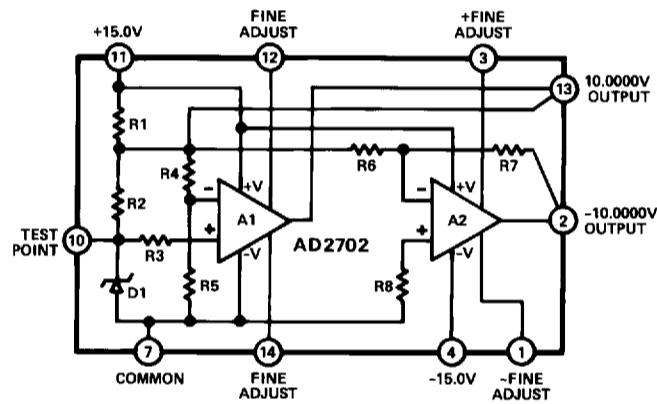 +15.0V
FINE
ADJUST
+FINE
ADJUST
11
12
3
13
10.0000V
OUTPUT
R1
R4
R6
R7
R2
− +V
A1
+
−V
− +V
A2
+
−V
2
−10.0000V
OUTPUT
TEST
POINT
10
R3
AD2702
D1
R5
R8
7
14
4
1
COMMON
FINE
ADJUST
−15.0V
~FINE
ADJUST